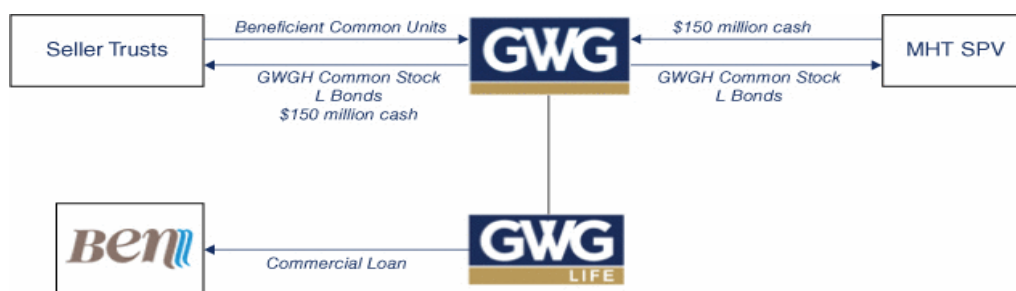 Beneficient Common Units
$150 million cash
Seller Trusts
GWG
MHT SPV
GWGH Common Stock
L Bonds
$150 million cash
GWGH Common Stock
L Bonds
Ben
GWG
LIFE
Commercial Loan